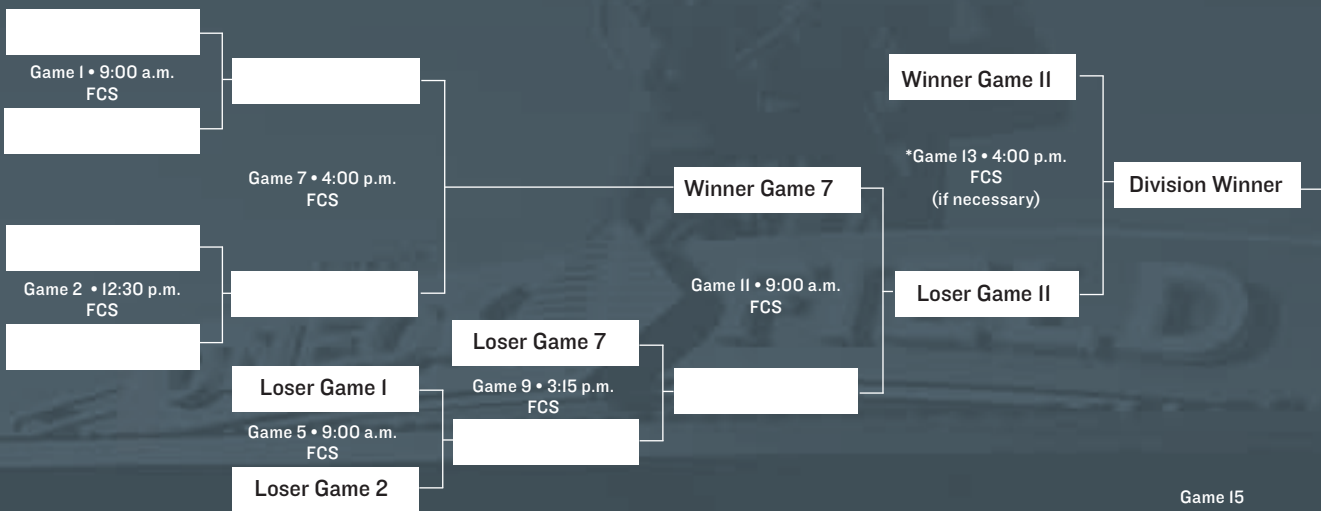 Game 1 • 9:00 a.m.
FCS
Game 7 • 4:00 p.m.
FCS
Game 2 • 12:30 p.m.
FCS
Loser Game 1
Game 5 • 9:00 a.m.
FCS
Loser Game 2
Loser Game 7
Game 9 • 3:15 p.m.
FCS
Winner Game 7
Game 11 • 9:00 a.m.
FCS
Winner Game 11
*Game 13 • 4:00 p.m.
FCS
(if necessary)
Loser Game 11
Division Winner
Game 15
FIELD